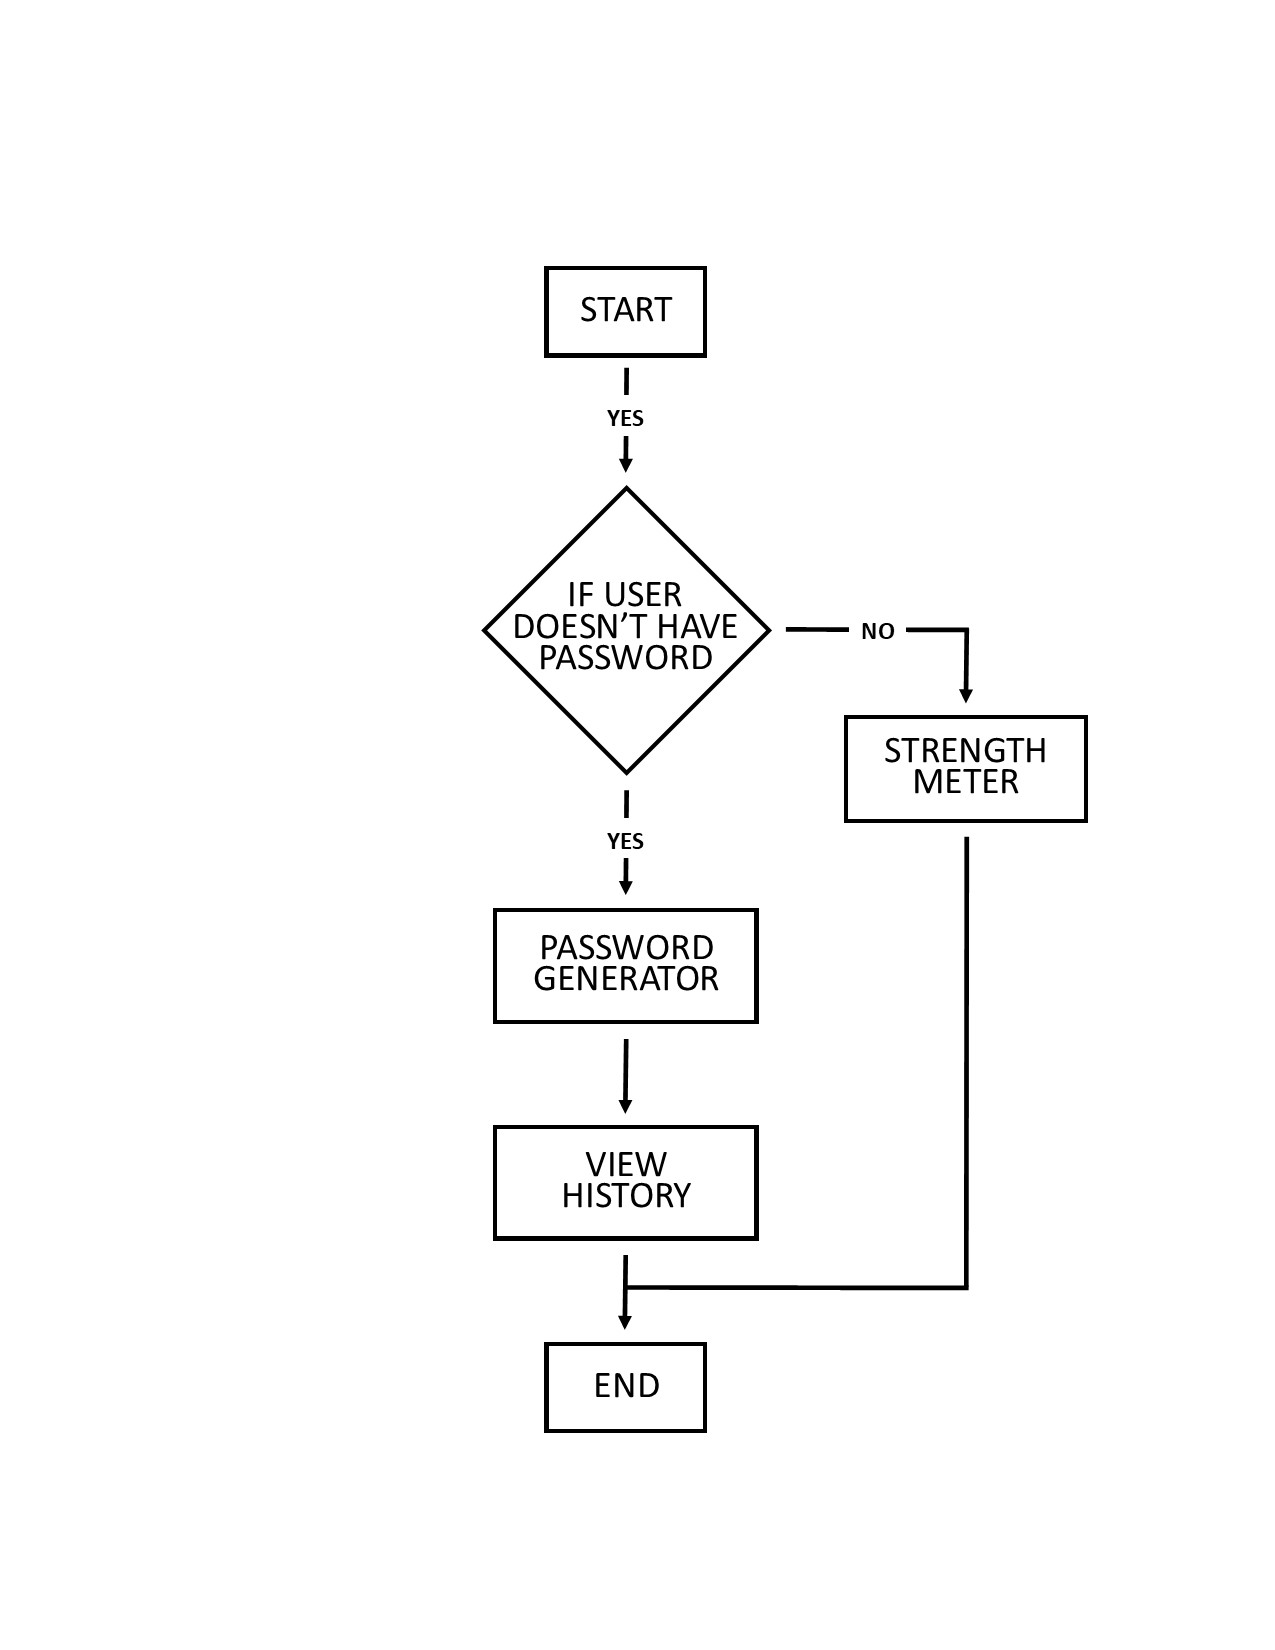 START
YES
IF USER
DOESN’T HAVE
PASSWORD
NO
STRENGTH
METER
YES
PASSWORD
GENERATOR
VIEW
HISTORY
END